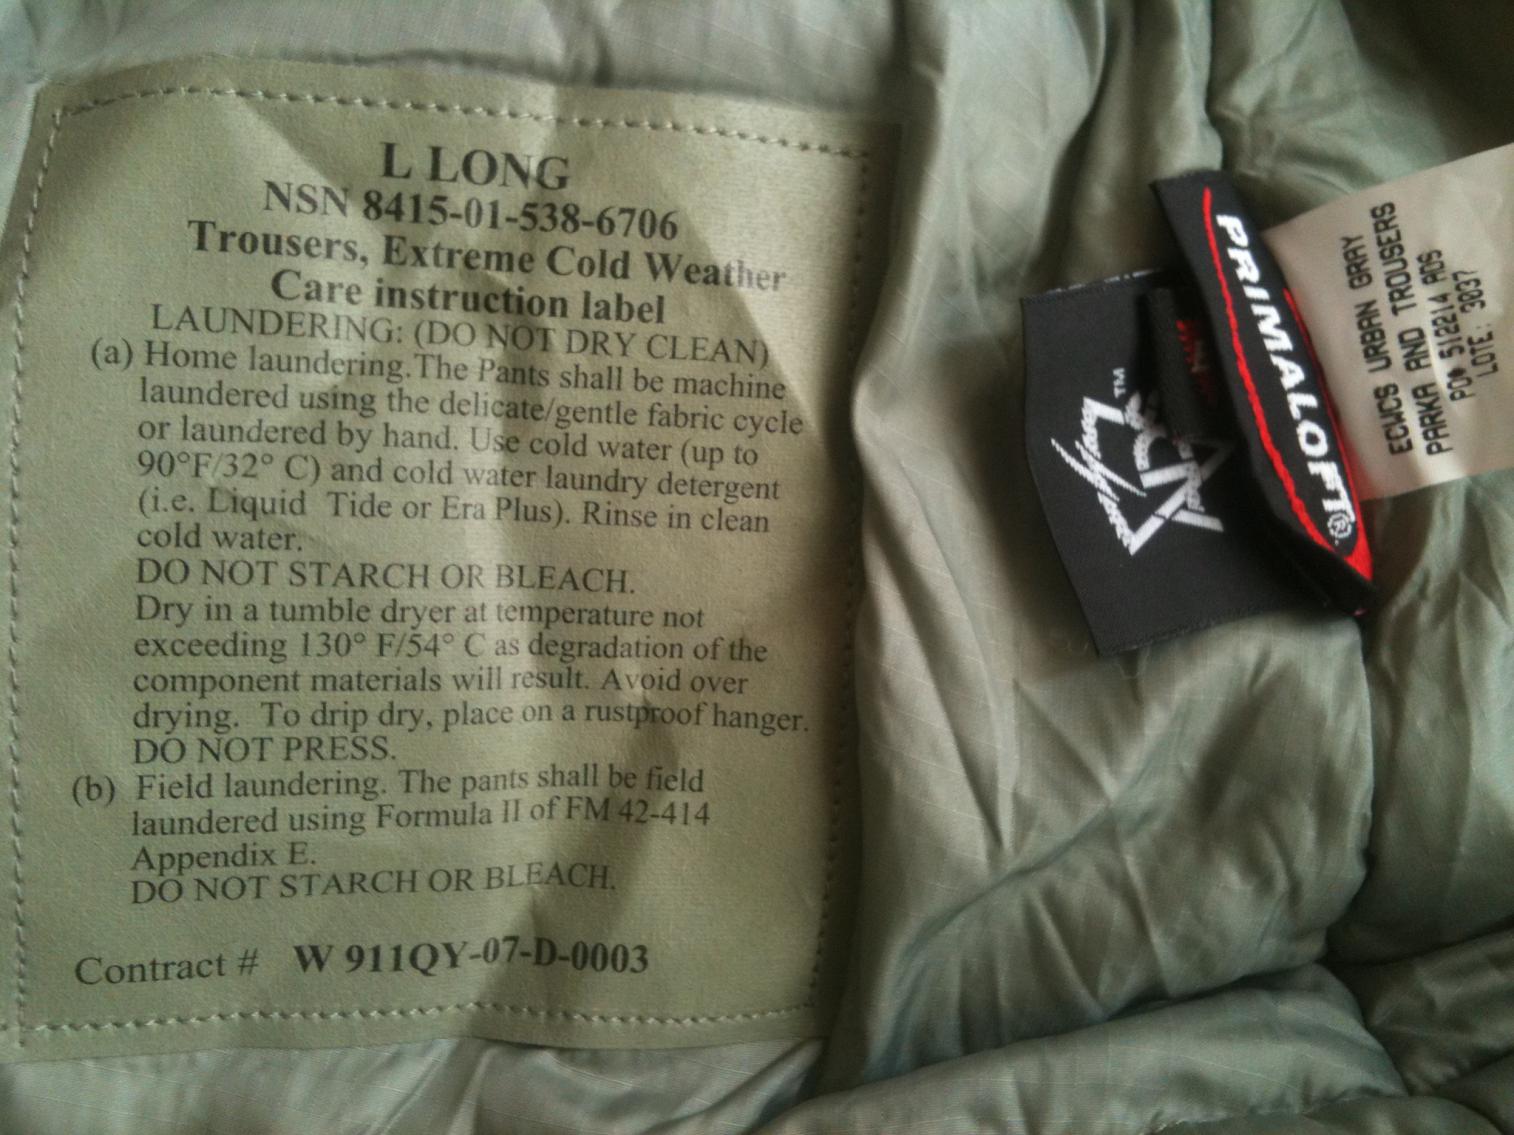 L LONG
NSN 8415-01-538-6706
Trousers, Extreme Cold Weather
Care instruction label
LAUNDERING: (DO NOT DRY CLEAN)
(a) Home laundering.The Pants shall be machine
laundered using the delicate/gentle fabric cycle
or laundered by hand. Use cold water (up to
90°F/32° C) and cold water laundry detergent
(i.e. Liquid Tide or Era Plus). Rinse in clean
cold water.
DO NOT STARCH OR BLEACH.
Dry in a tumble dryer at temperature not
exceeding 130° F/54° C as degradation of the
component materials will result. Avoid over
drying. To drip dry, place on a rustproof hanger.
DO NOT PRESS.
(b) Field laundering. The pants shall be field
laundered using Formula II of FM 42-414
Appendix E.
DO NOT STARCH OR BLEACH.
Contract # W 911QY-07-D-0003
PRIMALOFT®
ECWCS URBAN GRAY
PARKA AND TROUSERS
PO# 512214 ADS
LOTE: 3037
TM